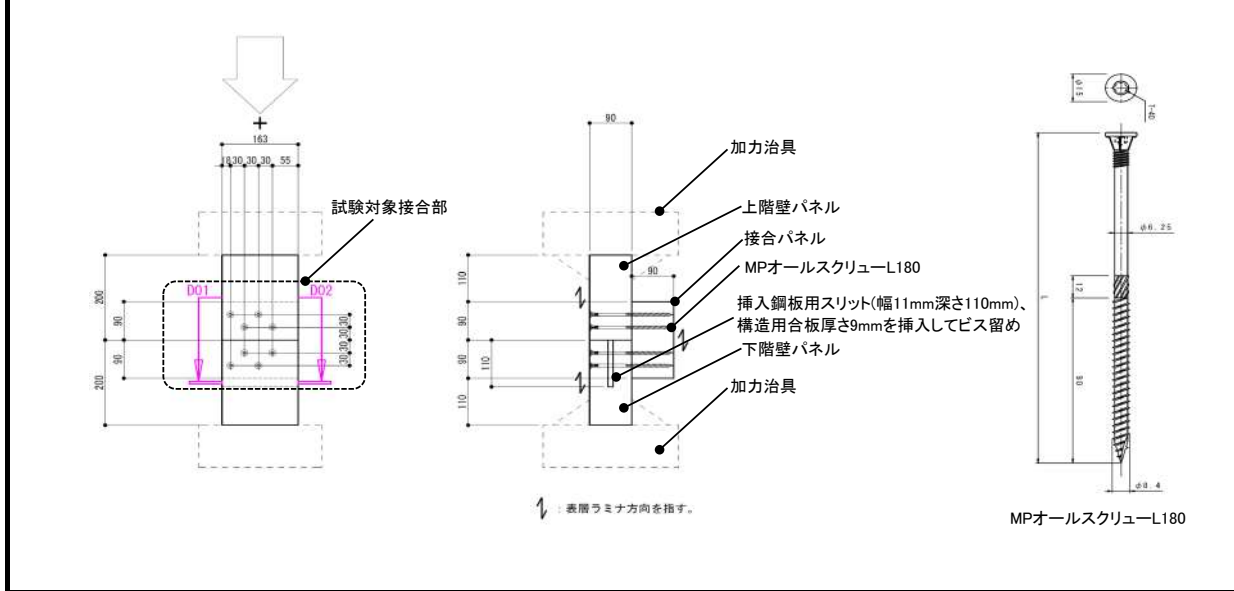 163
18 30 30 30 55
試験対象接合部
DO1
DO2
200
90
90
200
30
30
30
30
90
加力治具
上階壁パネル
接合パネル
90
MPオールスクリューL180
挿入鋼板用スリット(幅11mm深さ110mm)、
構造用合板厚さ9mmを挿入してビス留め
下階壁パネル
加力治具
110
90
90
110
110
:表層ラミナ方向を指す。
φ15
T-40
φ6.25
12
L
90
φ8.4
MPオールスクリューL180